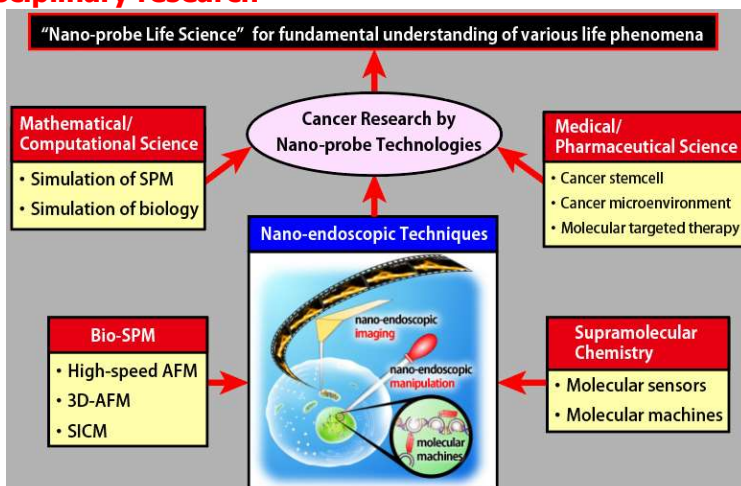 sciplinary research
“Nano-probe Life Science” for fundamental understanding of various life phenomena
Cancer Research by
Nano-probe Technologies
Mathematical/
Computational Science
・Simulation of SPM
・Simulation of biology
Medical/
Pharmaceutical Science
・Cancer stemcell
・Cancer microenvironment
・Molecular targeted therapy
Nano-endoscopic Techniques
nano-endoscopic
imaging
nano-endoscopic
manipulation
molecular
machines
Bio-SPM
・High-speed AFM
・3D-AFM
・SICM
Supramolecular
Chemistry
・Molecular sensors
・Molecular machines